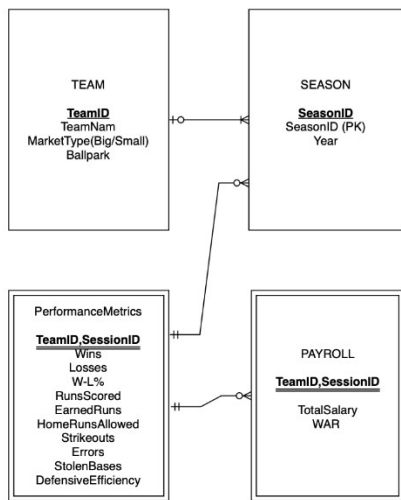 TEAM
TeamID
TeamNam
MarketType(Big/Small)
Ballpark
SEASON
SeasonID
SeasonID (PK)
Year
PerformanceMetrics
TeamID,SessionID
Wins
Losses
W-L%
RunsScored
EarnedRuns
HomeRunsAllowed
Strikeouts
Errors
StolenBases
DefensiveEfficiency
PAYROLL
TeamID,SessionID
TotalSalary
WAR